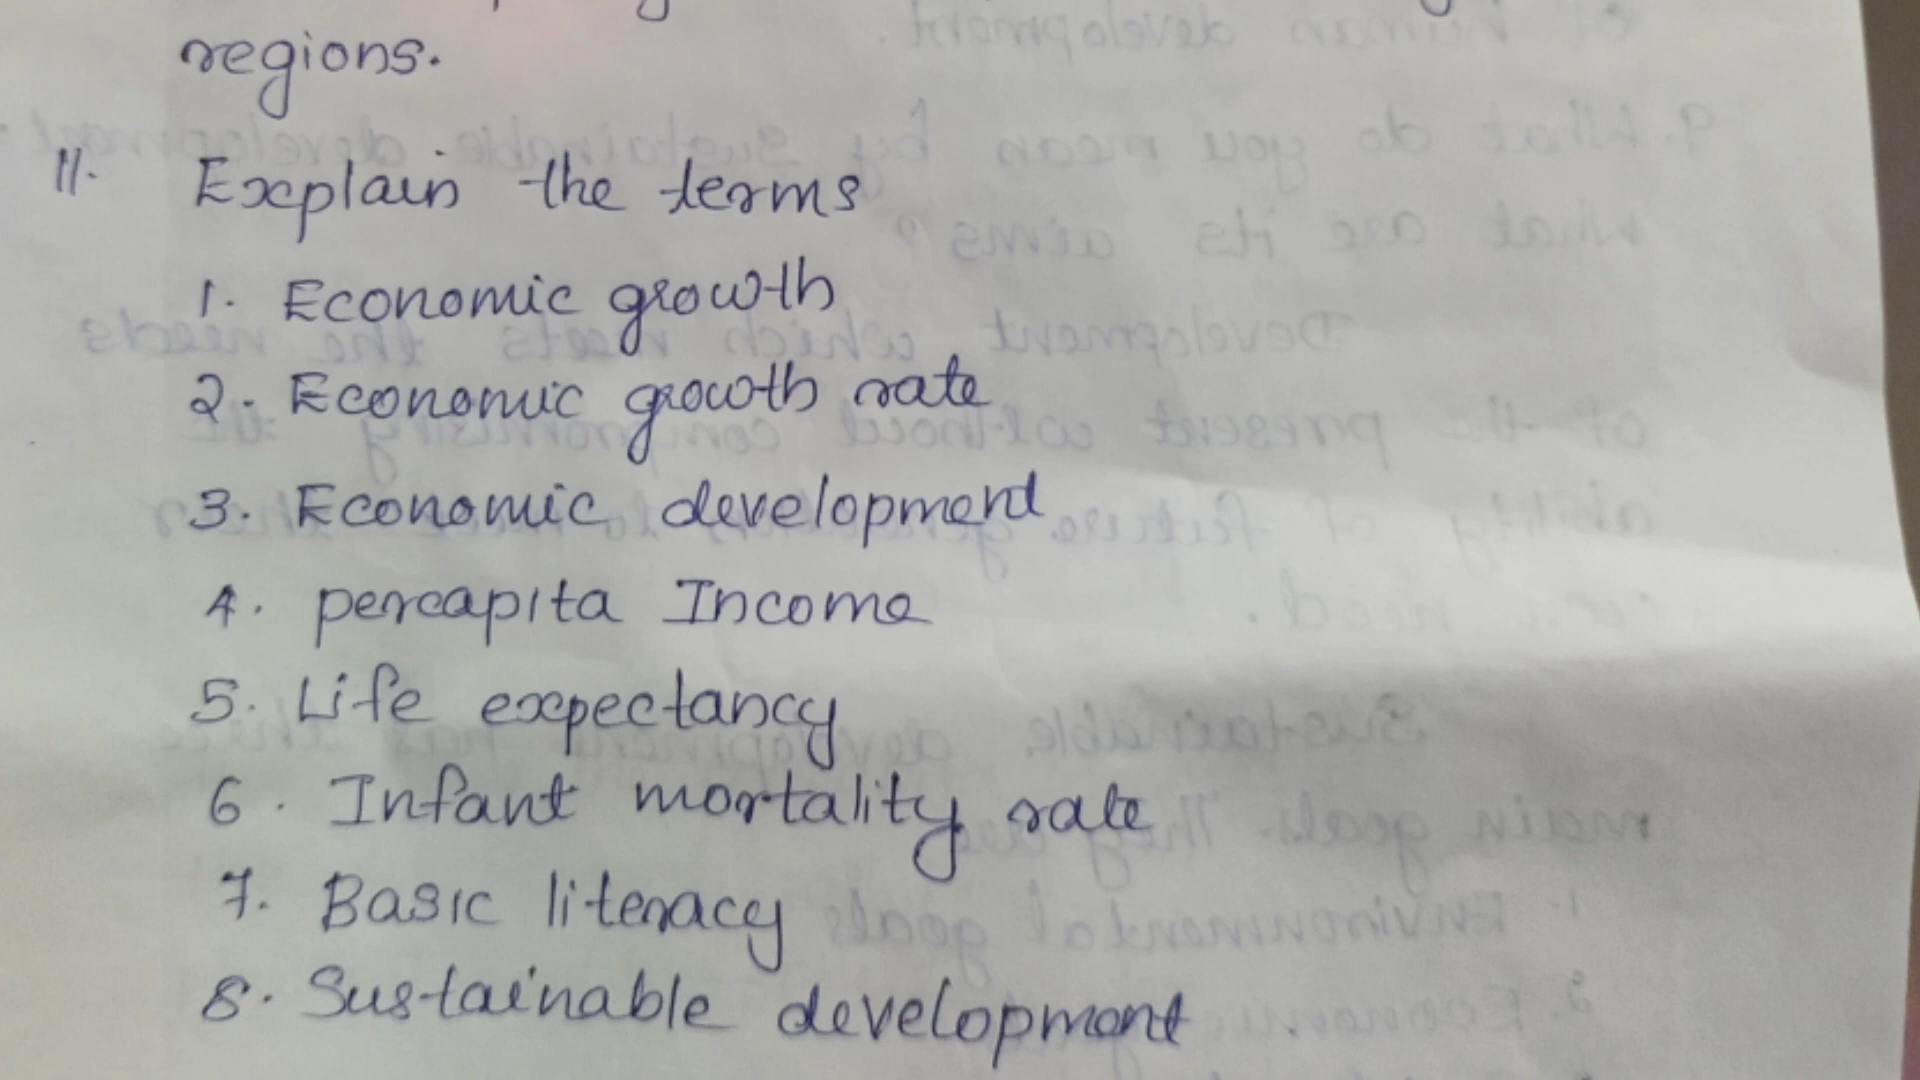 regions.
11. Explain the terms
1. Economic growth
2. Economic growth rate
3. Economic development
4. percapita Income
5. Life expectancy
6. Infant mortality rate
7. Basic literacy
8. Sustainable development